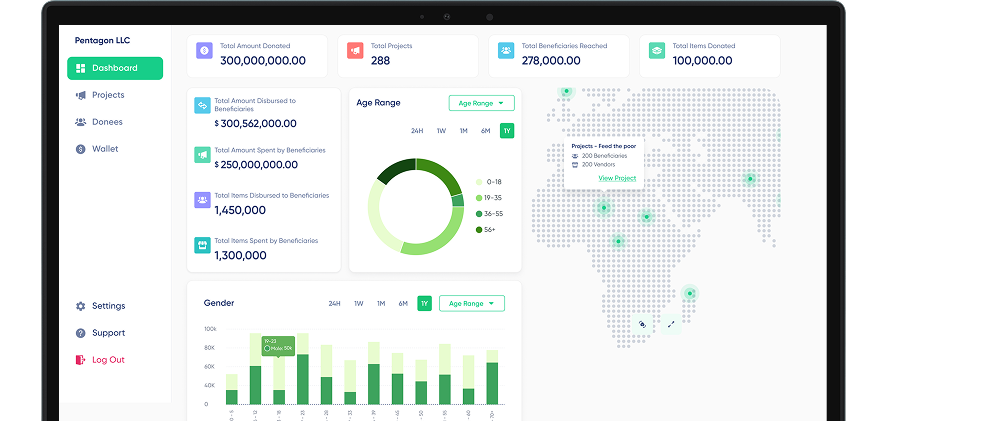 Pentagon LLC
Dashboard
Projects
Donees
Wallet
Settings
Support
Log Out
Total Amount Donated
300,000,000.00
Total Projects
288
Total Beneficiaries Reached
278,000.00
Total Items Donated
100,000.00
Total Amount Disbursed to
Beneficiaries
$ 300,562,000.00
Total Amount Spent by Beneficiaries
$ 250,000,000.00
Total Items Disbursed to Beneficiaries
1,450,000
Total Items Spent by Beneficiaries
1,300,000
Age Range
Age Range
24H 1W 1M 6M 1Y
0-18
19-35
36-55
56+
Projects - Feed the poor
200 Beneficiaries
200 Vendors
View Project
Gender
24H 1W 1M 6M 1Y
Age Range
100k
80K
60K
40K
0
19-23
Male: 50k